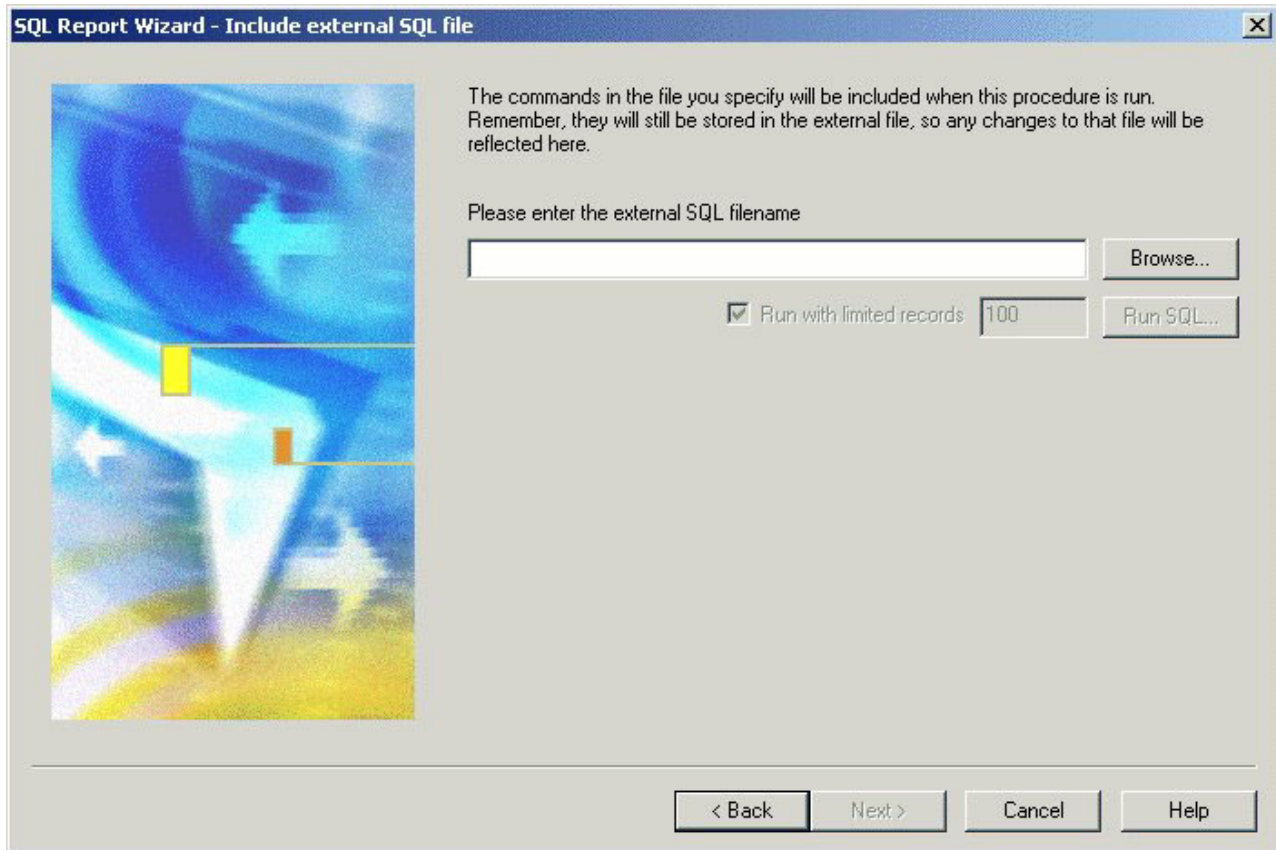 SQL Report Wizard - Include external SQL file
The commands in the file you specify will be included when this procedure is run.
Remember, they will still be stored in the external file, so any changes to that file will be
reflected here.
Please enter the external SQL filename
Browse...
Run with limited records 100 Run SQL...
< Back Next > Cancel Help